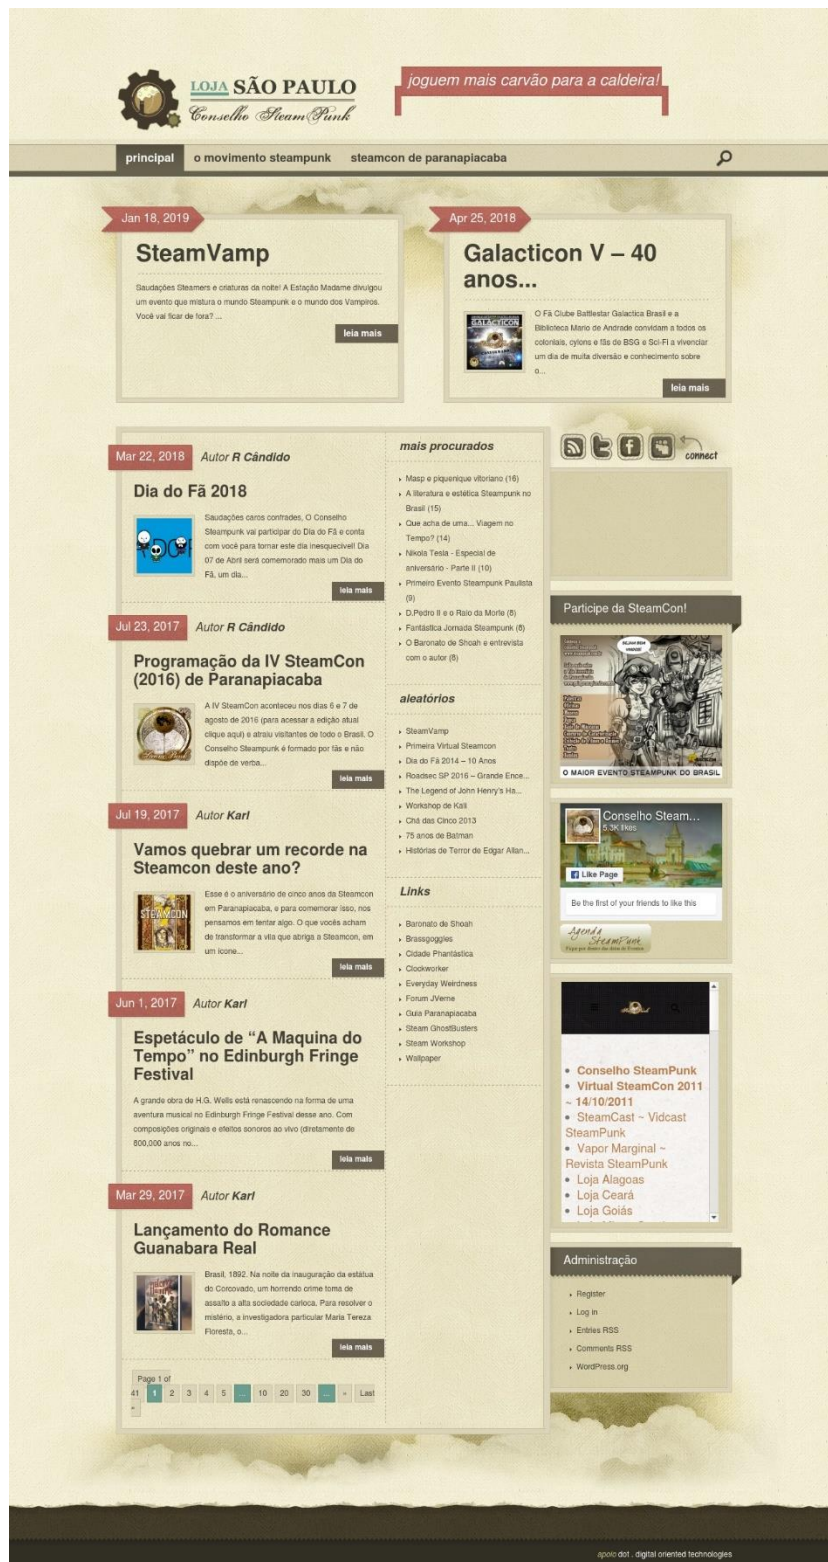 LOJA SÃO PAULO
Conselho SteamPunk
joguem mais carvão para a caldeira!
principal
o movimento steampunk
steamcon de paranapiacaba
Jan 18, 2019
SteamVamp
Saudações Steamers e criaturas da noite! A Estação Madame divulgou
um evento que mistura o mundo Steampunk e o mundo dos Vampiros.
Você vai ficar de fora? ...
leia mais
Apr 25, 2018
Galacticon V – 40
anos...
GALACTICON
O Fã Clube Battlestar Galactica Brasil e a
Biblioteca Mario de Andrade convidam a todos os
coloniais, cylons e fãs de BSG e Sci-Fi a vivenciar
um dia de muita diversão e conhecimento sobre
o...
leia mais
Mar 22, 2018
Autor R Cândido
Dia do Fã 2018
Saudações caros confrades, O Conselho
Steampunk vai participar do Dia do Fã e conta
com você para tornar este dia inesquecível! Dia
07 de Abril será comemorado mais um Dia do
Fã, um dia...
leia mais
Jul 23, 2017
Autor R Cândido
Programação da IV SteamCon
(2016) de Paranapiacaba
A IV SteamCon aconteceu nos dias 6 e 7 de
agosto de 2016 (para acessar a edição atual
clique aqui) e atraiu visitantes de todo o Brasil. O
Conselho Steampunk é formado por fãs e não
dispõe de verba...
leia mais
Jul 19, 2017
Autor Karl
Vamos quebrar um recorde na
Steamcon deste ano?
STEAMCON
Esse é o aniversário de cinco anos da Steamcon
em Paranapiacaba, e para comemorar isso, nos
pensamos em tentar algo. O que vocês acham
de transformar a vila que abriga a Steamcon, em
um ícone...
leia mais
Jun 1, 2017
Autor Karl
Espetáculo de “A Maquina do
Tempo” no Edinburgh Fringe
Festival
A grande obra de H.G. Wells está renascendo na forma de uma
aventura musical no Edinburgh Fringe Festival desse ano. Com
composições originais e efeitos sonoros ao vivo (diretamente de
800,000 anos no...
leia mais
Mar 29, 2017
Autor Karl
Lançamento do Romance
Guanabara Real
Brasil, 1892. Na noite da inauguração da estátua
do Corcovado, um horrendo crime toma de
assalto a alta sociedade carioca. Para resolver o
mistério, a investigadora particular Maria Tereza
Floresta, o...
leia mais
Page 1 of
41 1 2 3 4 5 ... 10 20 30 ... » Last
»
mais procurados
Masp e piquenique vitoriano (16)
A literatura e estética Steampunk no
Brasil (15)
Que acha de uma... Viagem no
Tempo? (14)
Nikola Tesla - Especial de
aniversário - Parte II (10)
Primeiro Evento Steampunk Paulista
(9)
D.Pedro II e o Raio da Morte (8)
Fantástica Jornada Steampunk (8)
O Baronato de Shoah e entrevista
com o autor (8)
aleatórios
SteamVamp
Primeira Virtual Steamcon
Dia do Fã 2014 – 10 Anos
Roadsec SP 2016 – Grande Ence...
The Legend of John Henry's Ha...
Workshop de Kali
Chá das Cinco 2013
75 anos de Batman
Histórias de Terror de Edgar Allan...
Links
Baronato de Shoah
Brassgoggles
Cidade Phantástica
Clockworker
Everyday Weirdness
Forum JVerne
Guia Paranapiacaba
Steam GhostBusters
Steam Workshop
Wallpaper
connect
Participe da SteamCon!
O MAIOR EVENTO STEAMPUNK DO BRASIL
Conselho Steam...
5.3K likes
Like Page
Be the first of your friends to like this
Agenda
SteamPunk
Conselho SteamPunk
Virtual SteamCon 2011
~ 14/10/2011
SteamCast ~ Vidcast
SteamPunk
Vapor Marginal ~
Revista SteamPunk
Loja Alagoas
Loja Ceará
Loja Goiás
Administração
Register
Log in
Entries RSS
Comments RSS
WordPress.org
apoio dot . digital oriented technologies